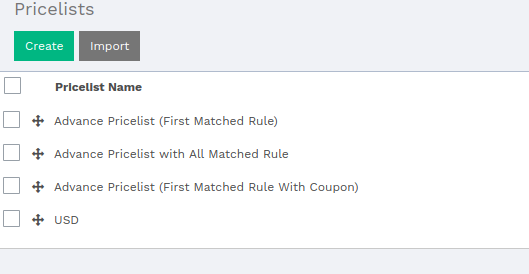 Pricelists
Create Import
Pricelist Name
Advance Pricelist (First Matched Rule)
Advance Pricelist with All Matched Rule
Advance Pricelist (First Matched Rule With Coupon)
USD